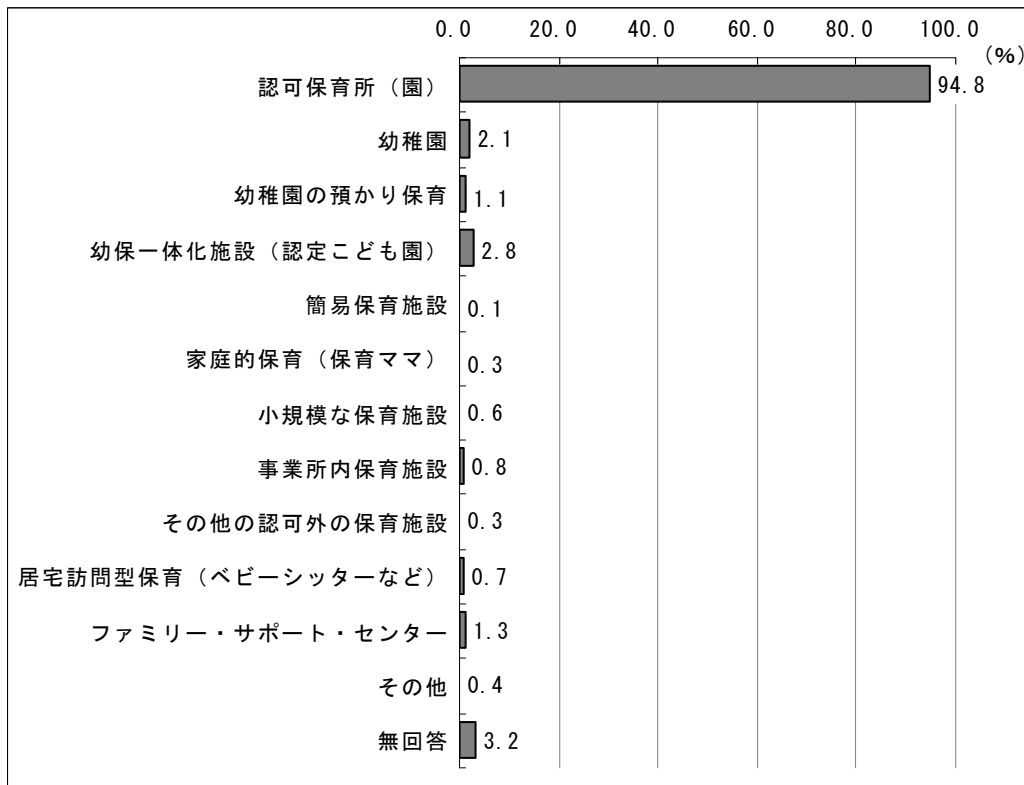 0.0 20.0 40.0 60.0 80.0 100.0
(%)
認可保育所（園） 94.8
幼稚園 2.1
幼稚園の預かり保育 1.1
幼保一体化施設（認定こども園） 2.8
簡易保育施設 0.1
家庭的保育（保育ママ） 0.3
小規模な保育施設 0.6
事業所内保育施設 0.8
その他の認可外の保育施設 0.3
居宅訪問型保育（ベビーシッターなど） 0.7
ファミリー・サポート・センター 1.3
その他 0.4
無回答 3.2